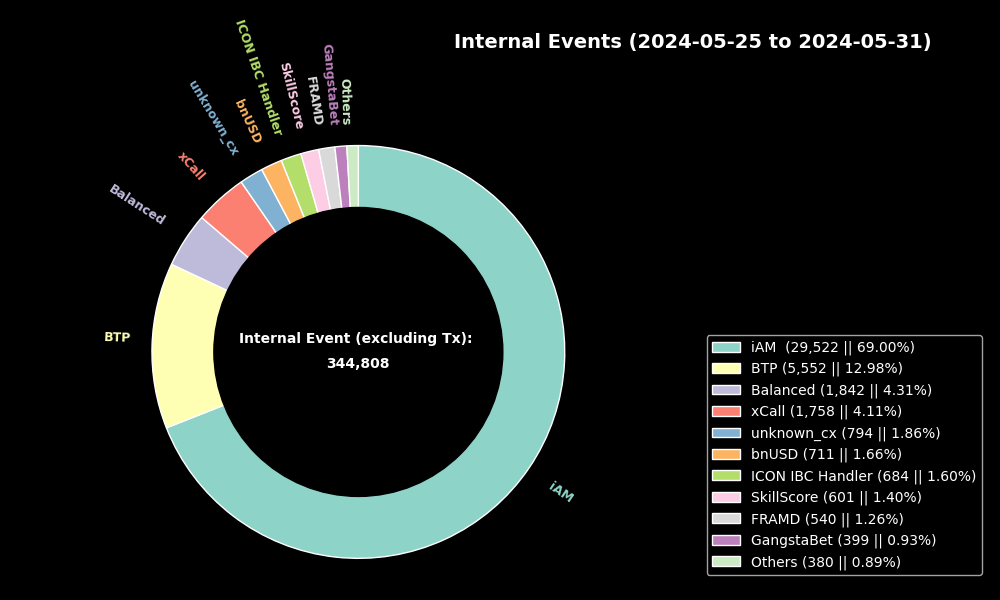 Internal Events (2024-05-25 to 2024-05-31)
ICON IBC Handler
GangstaBet
SkillScore
FRAMD
Others
unknown_cx
bnUSD
xCall
Balanced
BTP
iAM
Internal Event (excluding Tx):
344,808
iAM  (29,522 || 69.00%)
BTP (5,552 || 12.98%)
Balanced (1,842 || 4.31%)
xCall (1,758 || 4.11%)
unknown_cx (794 || 1.86%)
bnUSD (711 || 1.66%)
ICON IBC Handler (684 || 1.60%)
SkillScore (601 || 1.40%)
FRAMD (540 || 1.26%)
GangstaBet (399 || 0.93%)
Others (380 || 0.89%)